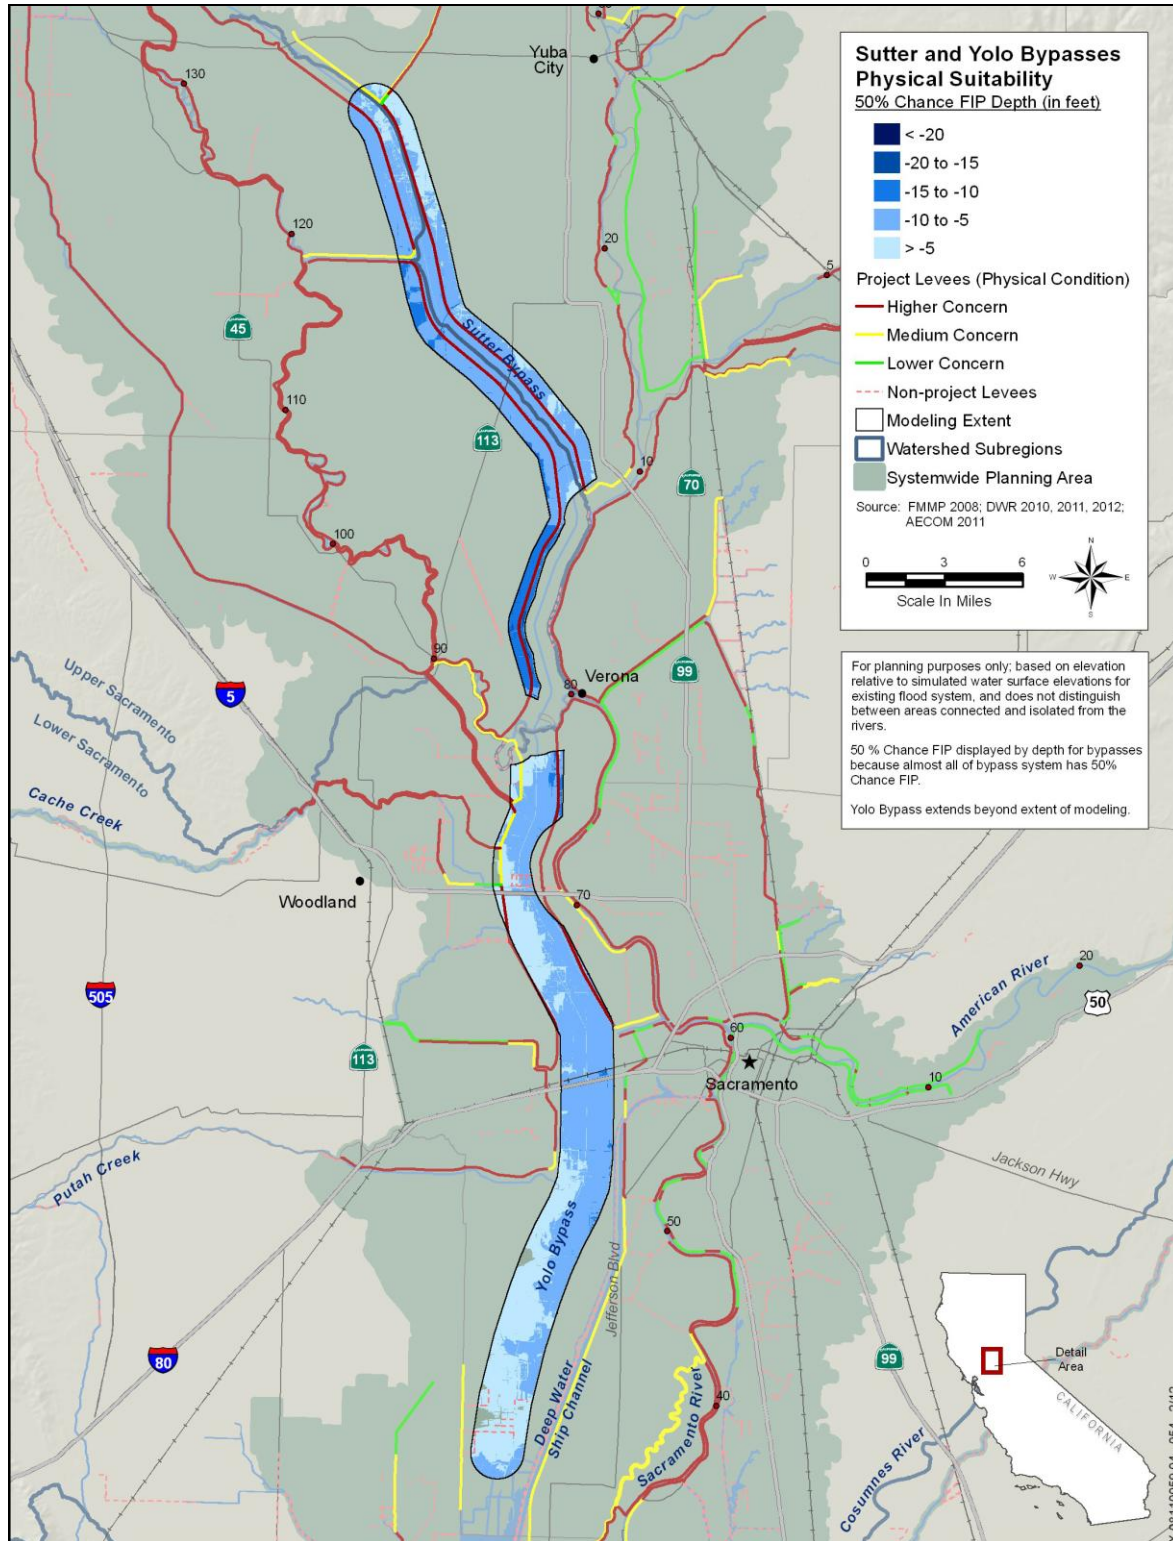 Sutter and Yolo Bypasses
Physical Suitability
50% Chance FIP Depth (in feet)
< -20
-20 to -15
-15 to -10
-10 to -5
> -5
Project Levees (Physical Condition)
Higher Concern
Medium Concern
Lower Concern
Non-project Levees
Modeling Extent
Watershed Subregions
Systemwide Planning Area
Source: FMMP 2008; DWR 2010, 2011, 2012;
AECOM 2011
0 3 6
Scale In Miles
N
W E
S
For planning purposes only; based on elevation
relative to simulated water surface elevations for
existing flood system, and does not distinguish
between areas connected and isolated from the
rivers.
50 % Chance FIP displayed by depth for bypasses
because almost all of bypass system has 50%
Chance FIP.
Yolo Bypass extends beyond extent of modeling.
Yuba
City
130
120
20
5
45
Sutter Bypass
110
113
10
70
100
90
Upper Sacramento
5
80
Verona
99
Lower Sacramento
Cache Creek
Woodland
70
505
20
American River
50
60
113
Sacramento
10
Putah Creek
Jackson Hwy
50
Yolo Bypass
Jefferson Blvd
80
99
Detail
Area
Deep Water
Ship Channel
Sacramento River
40
CALIFORNIA
Cosumnes River